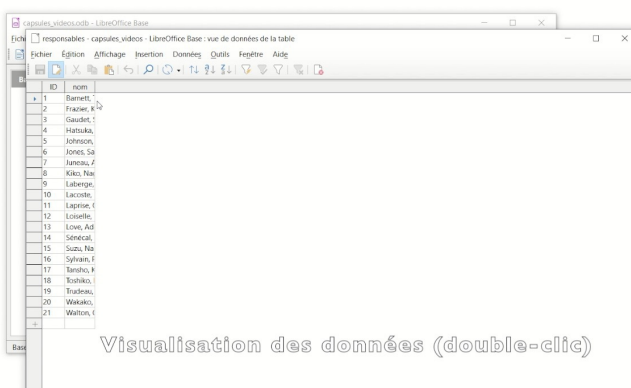 capsules_videos.odb - LibreOffice Base
responsables - capsules_videos - LibreOffice Base : vue de données de la table
Fichier Édition Affichage Insertion Données Outils Fenêtre Aide
ID nom
1 Barnett,
2 Frazier, K
3 Gaudet, S
4 Hatsuka,
5 Johnson,
6 Jones, Sa
7 Juneau, A
8 Kiko, Nag
9 Laberge,
10 Lacoste,
11 Laprise, C
12 Loiselle,
13 Love, Ad
14 Sénécal,
15 Suzu, Na
16 Sylvain, F
17 Tansho, K
18 Toshiko,
19 Trudeau,
20 Wakako,
21 Walton, C
Base
Visualisation des données (double-clic)